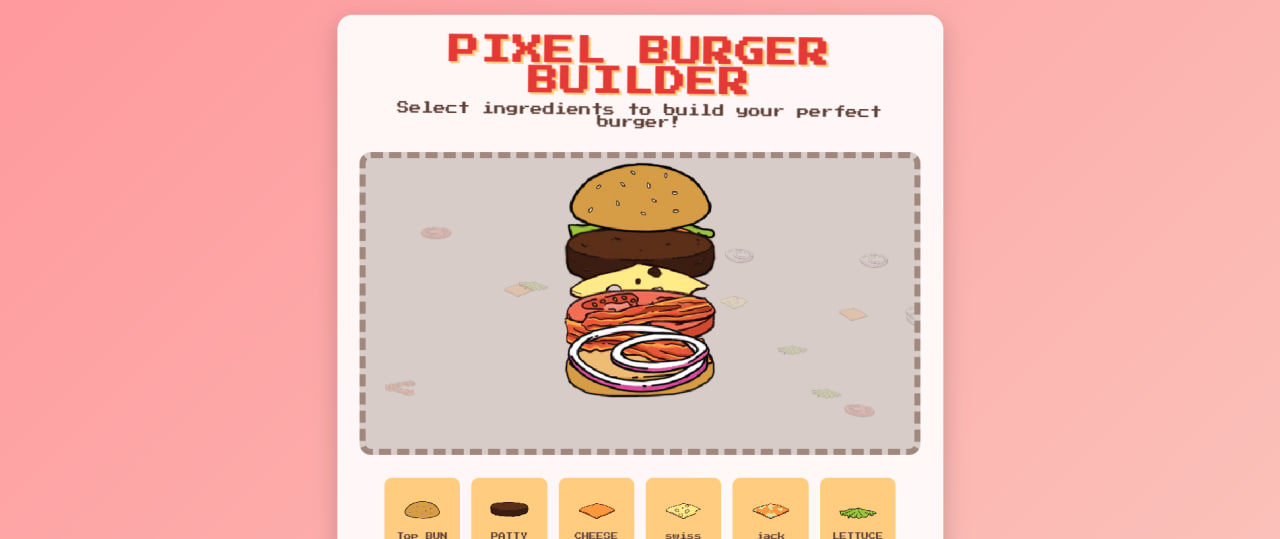 PIXEL BURGER
BUILDER
Select ingredients to build your perfect
burger!
Top BUN PATTY CHEESE swiss jack LETTUCE